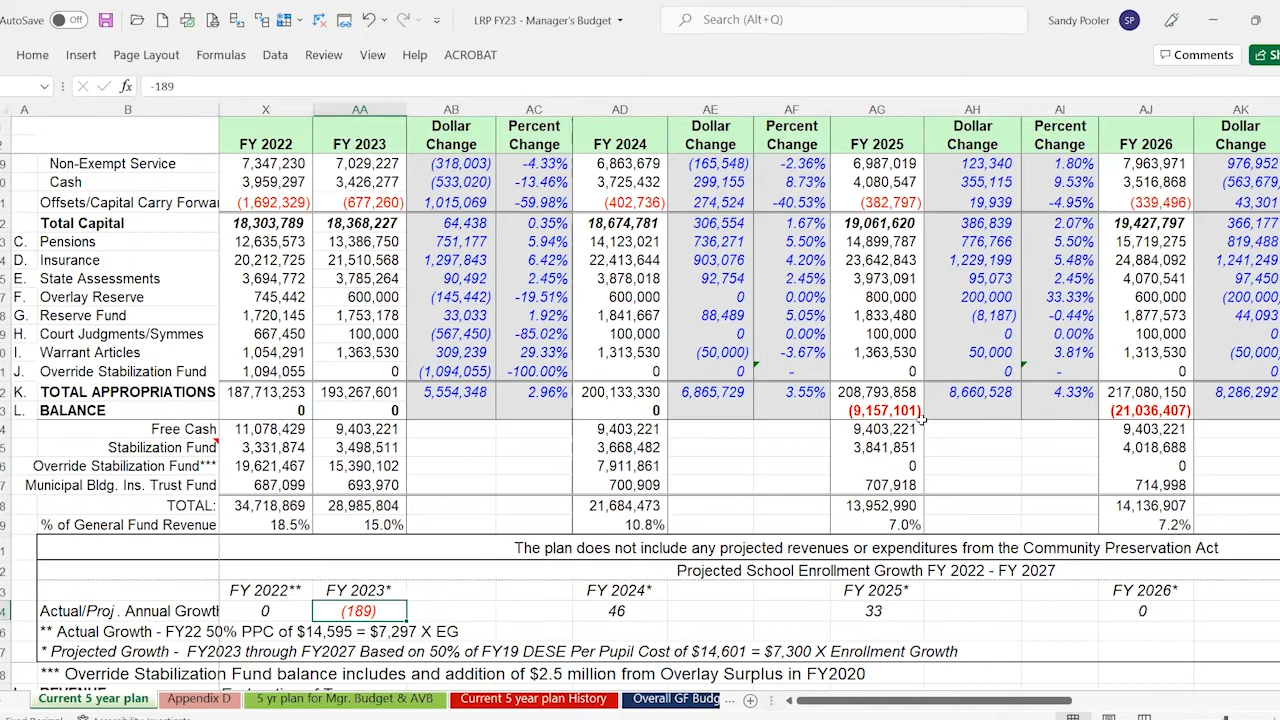 AutoSave Off LRP FY23 - Manager's Budget Search (Alt+Q) Sandy Pooler SP
Home Insert Page Layout Formulas Data Review View Help ACROBAT Comments
fx -189
A B X AA AB AC AD AE AF AG AH AI AJ AK
Dollar Percent Dollar Percent Dollar Percent Dollar
FY 2022 FY 2023 Change Change FY 2024 Change Change FY 2025 Change Change FY 2026 Change
Non-Exempt Service 7,347,230 7,029,227 (318,003) -4.33% 6,863,679 (165,548) -2.36% 6,987,019 123,340 1.80% 7,963,971 976,952
Cash 3,959,297 3,426,277 (533,020) -13.46% 3,725,432 299,155 8.73% 4,080,547 355,115 9.53% 3,516,868 (563,679
Offsets/Capital Carry Forwa (1,692,329) (677,260) 1,015,069 -59.98% (402,736) 274,524 -40.53% (382,797) 19,939 -4.95% (339,496) 43,301
Total Capital 18,303,789 18,368,227 64,438 0.35% 18,674,781 306,554 1.67% 19,061,620 386,839 2.07% 19,427,797 366,177
C. Pensions 12,635,573 13,386,750 751,177 5.94% 14,123,021 736,271 5.50% 14,899,787 776,766 5.50% 15,719,275 819,488
D. Insurance 20,212,725 21,510,568 1,297,843 6.42% 22,413,644 903,076 4.20% 23,642,843 1,229,199 5.48% 24,884,092 1,241,249
E. State Assessments 3,694,772 3,785,264 90,492 2.45% 3,878,018 92,754 2.45% 3,973,091 95,073 2.45% 4,070,541 97,450
F. Overlay Reserve 745,442 600,000 (145,442) -19.51% 600,000 0 0.00% 800,000 200,000 33.33% 600,000 (200,000
G. Reserve Fund 1,720,145 1,753,178 33,033 1.92% 1,841,667 88,489 5.05% 1,833,480 (8,187) -0.44% 1,877,573 44,093
H. Court Judgments/Symmes 667,450 100,000 (567,450) -85.02% 100,000 0 0.00% 100,000 0 0.00% 100,000 0
I. Warrant Articles 1,054,291 1,363,530 309,239 29.33% 1,313,530 (50,000) -3.67% 1,363,530 50,000 3.81% 1,313,530 (50,000
J. Override Stabilization Fund 1,094,055 0 (1,094,055) -100.00% 0 0 - 0 0 - 0 0
K. TOTAL APPROPRIATIONS 187,713,253 193,267,601 5,554,348 2.96% 200,133,330 6,865,729 3.55% 208,793,858 8,660,528 4.33% 217,080,150 8,286,292
L. BALANCE 0 0 0 (9,157,101) (21,036,407)
Free Cash 11,078,429 9,403,221 9,403,221 9,403,221 9,403,221
Stabilization Fund 3,331,874 3,498,511 3,668,482 3,841,851 4,018,688
Override Stabilization Fund*** 19,621,467 15,390,102 7,911,861 0 0
Municipal Bldg. Ins. Trust Fund 687,099 693,970 700,909 707,918 714,998
TOTAL: 34,718,869 28,985,804 21,684,473 13,952,990 14,136,907
% of General Fund Revenue 18.5% 15.0% 10.8% 7.0% 7.2%
The plan does not include any projected revenues or expenditures from the Community Preservation Act
Projected School Enrollment Growth FY 2022 - FY 2027
FY 2022** FY 2023* FY 2024* FY 2025* FY 2026*
Actual/Proj. Annual Growth 0 (189) 46 33 0
** Actual Growth - FY22 50% PPC of $14,595 = $7,297 X EG
* Projected Growth - FY2023 through FY2027 Based on 50% of FY19 DESE Per Pupil Cost of $14,601 = $7,300 X Enrollment Growth
*** Override Stabilization Fund balance includes and addition of $2.5 million from Overlay Surplus in FY2020
Current 5 year plan Appendix D 5 yr plan for Mgr. Budget & AVB Current 5 year plan History Overall GF Budg ...